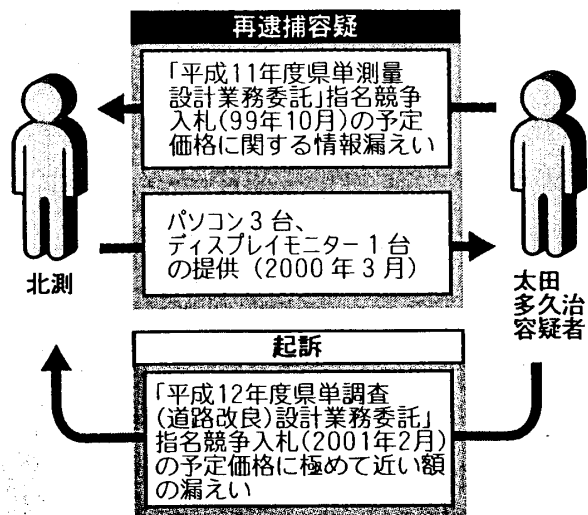 再逮捕容疑
「平成11年度県単測量
設計業務委託」指名競争
入札(99年10月)の予定
価格に関する情報漏えい
パソコン3台、
ディスプレイモニター1台
の提供(2000年3月)
北測
太田
多久治
容疑者
起訴
「平成12年度県単調査
(道路改良)設計業務委託」
指名競争入札(2001年2月)
の予定価格に極めて近い額
の漏えい